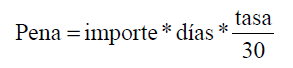 Pena = importe * días * tasa / 30